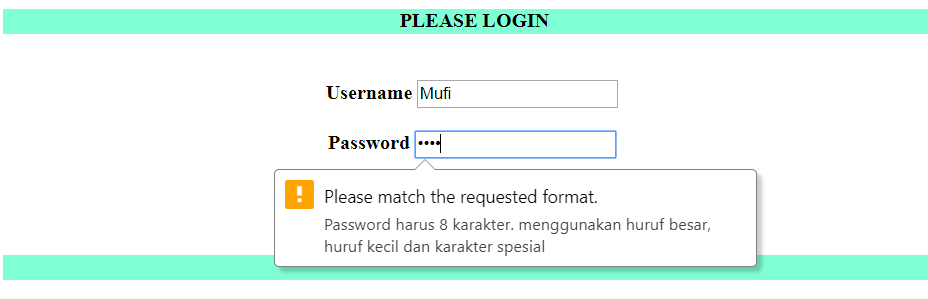 PLEASE LOGIN
Username Mufi
Password ••••
! Please match the requested format.
Password harus 8 karakter. menggunakan huruf besar,
huruf kecil dan karakter spesial